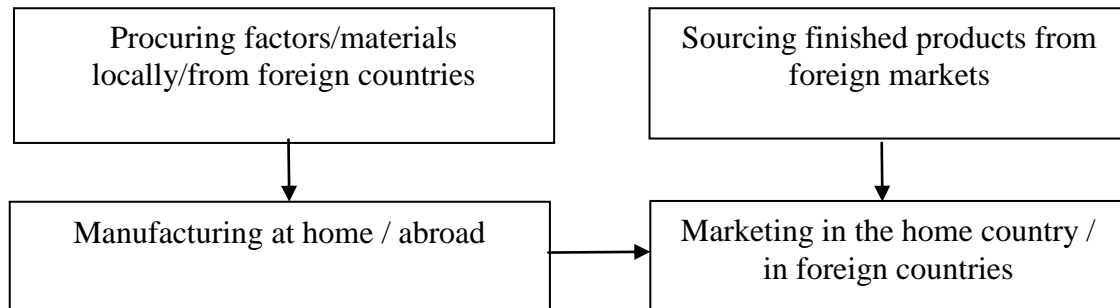 Procuring factors/materials
locally/from foreign countries
Sourcing finished products from
foreign markets
Manufacturing at home / abroad
Marketing in the home country /
in foreign countries